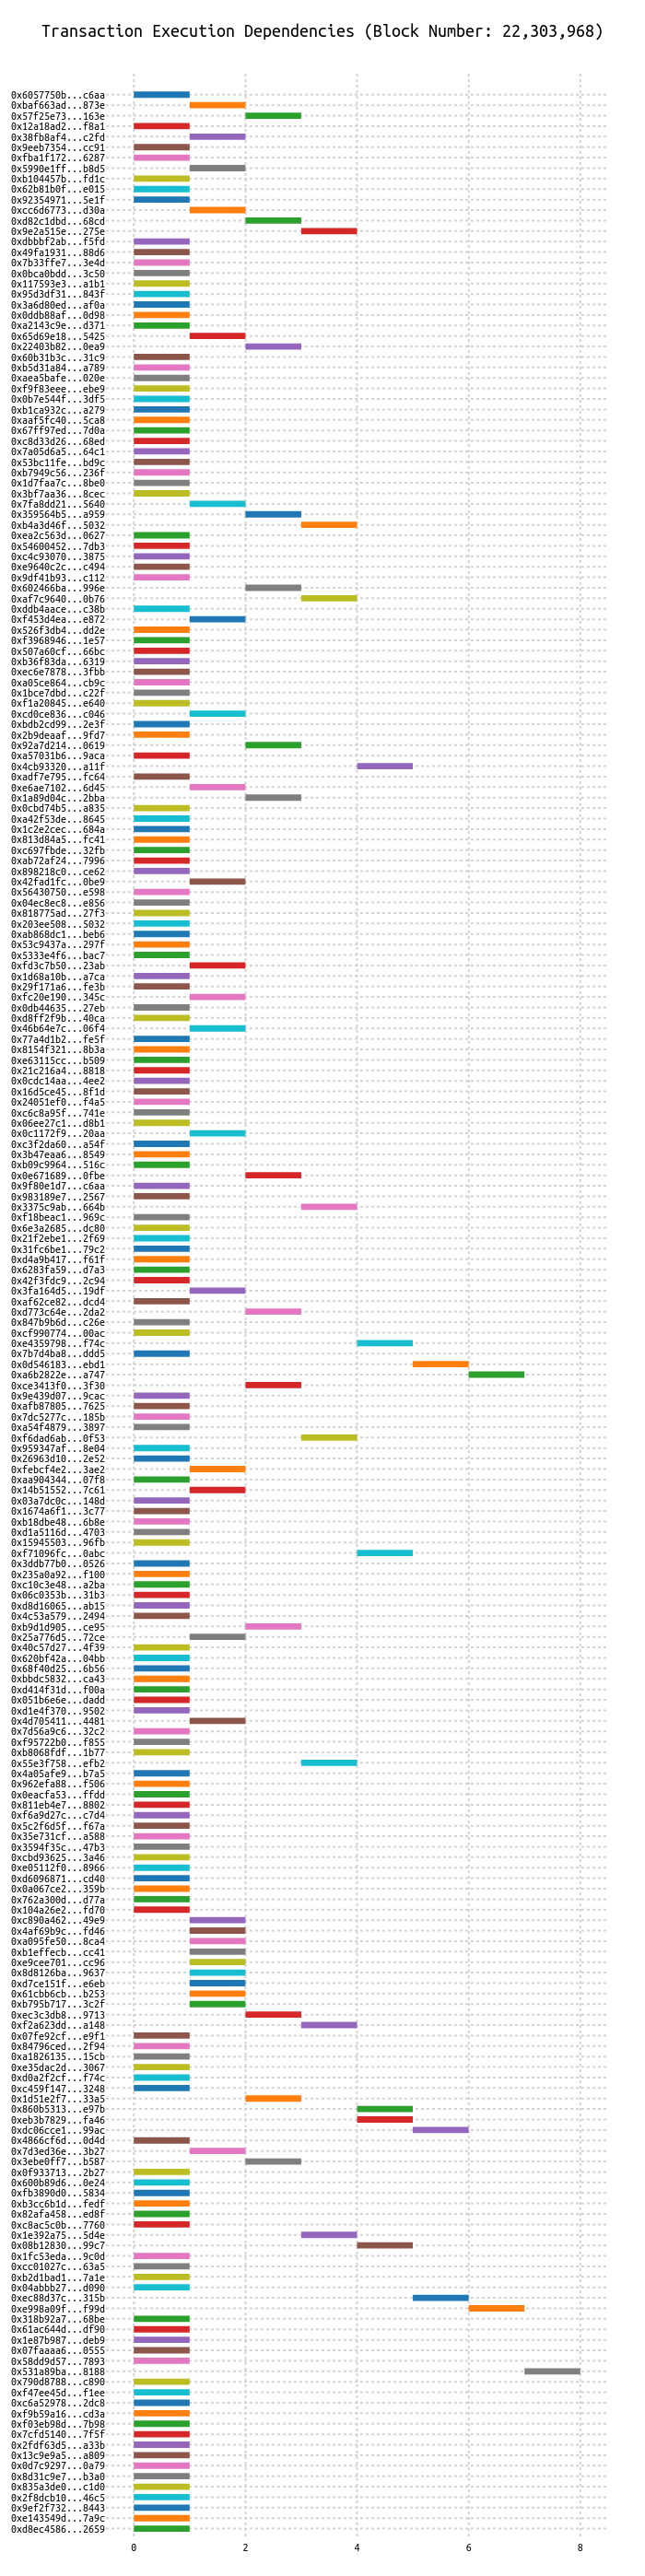 Transaction Execution Dependencies (Block Number: 22,303,968)
0x6057750b...c6aa
0xbaf663ad...873e
0x57f25e73...163e
0x12a18ad2...f8a1
0x38fb8af4...c2fd
0x9eeb7354...cc91
0xfba1f172...6287
0x5990e1ff...b8d5
0xb104457b...fd1c
0x62b81b0f...e015
0x92354971...5e1f
0xcc6d6773...d30a
0xd82c1dbd...68cd
0x9e2a515e...275e
0xdbbbf2ab...f5fd
0x49fa1931...88d6
0x7b33ffe7...3e4d
0x0bca0bdd...3c50
0x117593e3...a1b1
0x95d3df31...843f
0x3a6d80ed...af0a
0x0ddb88af...0d98
0xa2143c9e...d371
0x65d69e18...5425
0x22403b82...0ea9
0x60b31b3c...31c9
0xb5d31a84...a789
0xaea5bafe...020e
0xf9f83eee...ebe9
0x0b7e544f...3df5
0xb1ca932c...a279
0xaaf5fc40...5ca8
0x67ff97ed...7d0a
0xc8d33d26...68ed
0x7a05d6a5...64c1
0x53bc11fe...bd9c
0xb7949c56...236f
0x1d7faa7c...8be0
0x3bf7aa36...8cec
0x7fa8dd21...5640
0x359564b5...a959
0xb4a3d46f...5032
0xea2c563d...0627
0x54600452...7db3
0xc4c93070...3875
0xe9640c2c...c494
0x9df41b93...c112
0x602466ba...996e
0xaf7c9640...0b76
0xddb4aace...c38b
0xf453d4ea...e872
0x526f3db4...dd2e
0xf3968946...1e57
0x507a60cf...66bc
0xb36f83da...6319
0xec6e7878...3fbb
0xa05ce864...cb9c
0x1bce7dbd...c22f
0xf1a20845...e640
0xcd0ce836...c046
0xbdb2cd99...2e3f
0x2b9deaaf...9fd7
0x92a7d214...0619
0xa57031b6...9aca
0x4cb93320...a11f
0xadf7e795...fc64
0xe6ae7102...6d45
0x1a89d04c...2bba
0x0cbd74b5...a835
0xa42f53de...8645
0x1c2e2cec...684a
0x813d84a5...fc41
0xc697fbde...32fb
0xab72af24...7996
0x898218c0...ce62
0x42fad1fc...0be9
0x56430750...e598
0x04ec8ec8...e856
0x818775ad...27f3
0x203ee508...5032
0xab868dc1...beb6
0x53c9437a...297f
0x5333e4f6...bac7
0xfd3c7b50...23ab
0x1d68a10b...a7ca
0x29f171a6...fe3b
0xfc20e190...345c
0x0db44635...27eb
0xd8ff2f9b...40ca
0x46b64e7c...06f4
0x77a4d1b2...fe5f
0x8154f321...8b3a
0xe63115cc...b509
0x21c216a4...8818
0x0cdc14aa...4ee2
0x16d5ce45...8f1d
0x24051ef0...f4a5
0xc6c8a95f...741e
0x06ee27c1...d8b1
0x0c1172f9...20aa
0xc3f2da60...a54f
0x3b47eaa6...8549
0xb09c9964...516c
0x0e671689...0fbe
0x9f80e1d7...c6aa
0x983189e7...2567
0x3375c9ab...664b
0xf18beac1...969c
0x6e3a2685...dc80
0x21f2ebe1...2f69
0x31fc6be1...79c2
0xd4a9b417...f61f
0x6283fa59...d7a3
0x42f3fdc9...2c94
0x3fa164d5...19df
0xaf62ce82...dcd4
0xd773c64e...2da2
0x847b9b6d...c26e
0xcf990774...00ac
0xe4359798...f74c
0x7b7d4ba8...ddd5
0x0d546183...ebd1
0xa6b2822e...a747
0xce3413f0...3f30
0x9e439d07...9cac
0xafb87805...7625
0x7dc5277c...185b
0xa54f4879...3897
0xf6dad6ab...0f53
0x959347af...8e04
0x26963d10...2e52
0xfebcf4e2...3ae2
0xaa904344...07f8
0x14b51552...7c61
0x03a7dc0c...148d
0x1674a6f1...3c77
0xb18dbe48...6b8e
0xd1a5116d...4703
0x15945503...96fb
0xf71096fc...0abc
0x3ddb77b0...0526
0x235a0a92...f100
0xc10c3e48...a2ba
0x06c0353b...31b3
0xd8d16065...ab15
0x4c53a579...2494
0xb9d1d905...ce95
0x25a776d5...72ce
0x40c57d27...4f39
0x620bf42a...04bb
0x68f40d25...6b56
0xbbdc5832...ca43
0xd414f31d...f00a
0x051b6e6e...dadd
0xd1e4f370...9502
0x4d705411...4481
0x7d56a9c6...32c2
0xf95722b0...f855
0xb8068fdf...1b77
0x55e3f758...efb2
0x4a05afe9...b7a5
0x962efa88...f506
0x0eacfa53...ffdd
0x811eb4e7...8802
0xf6a9d27c...c7d4
0x5c2f6d5f...f67a
0x35e731cf...a588
0x3594f35c...47b3
0xcbd93625...3a46
0xe05112f0...8966
0xd6096871...cd40
0x0a067ce2...359b
0x762a300d...d77a
0x104a26e2...fd70
0xc890a462...49e9
0x4af69b9c...fd46
0xa095fe50...8ca4
0xb1effecb...cc41
0xe9cee701...cc96
0x8d8126ba...9637
0xd7ce151f...e6eb
0x61cbb6cb...b253
0xb795b717...3c2f
0xec3c3db8...9713
0xf2a623dd...a148
0x07fe92cf...e9f1
0x84796ced...2f94
0xa1826135...15cb
0xe35dac2d...3067
0xd0a2f2cf...f74c
0xc459f147...3248
0x1d51e2f7...33a5
0x860b5313...e97b
0xeb3b7829...fa46
0xdc06cce1...99ac
0x4866cf6d...0d4d
0x7d3ed36e...3b27
0x3ebe0ff7...b587
0x0f933713...2b27
0x600b89d6...0e24
0xfb3890d0...5834
0xb3cc6b1d...fedf
0x82afa458...ed8f
0xc8ac5c0b...7760
0x1e392a75...5d4e
0x08b12830...99c7
0x1fc53eda...9c0d
0xcc01027c...63a5
0xb2d1bad1...7a1e
0x04abbb27...d090
0xec88d37c...315b
0xe998a09f...f99d
0x318b92a7...68be
0x61ac644d...df90
0x1e87b987...deb9
0x07faaaa6...0555
0x58dd9d57...7893
0x531a89ba...8188
0x790d8788...c890
0xf47ee45d...f1ee
0xc6a52978...2dc8
0xf9b59a16...cd3a
0xf03eb98d...7b98
0x7cfd5140...7f5f
0x2fdf63d5...a33b
0x13c9e9a5...a809
0x0d7c9297...0a79
0x8d31c9e7...b3a0
0x835a3de0...c1d0
0x2f8dcb10...46c5
0x9ef2f732...8443
0xe143549d...7a9c
0xd8ec4586...2659
0 2 4 6 8